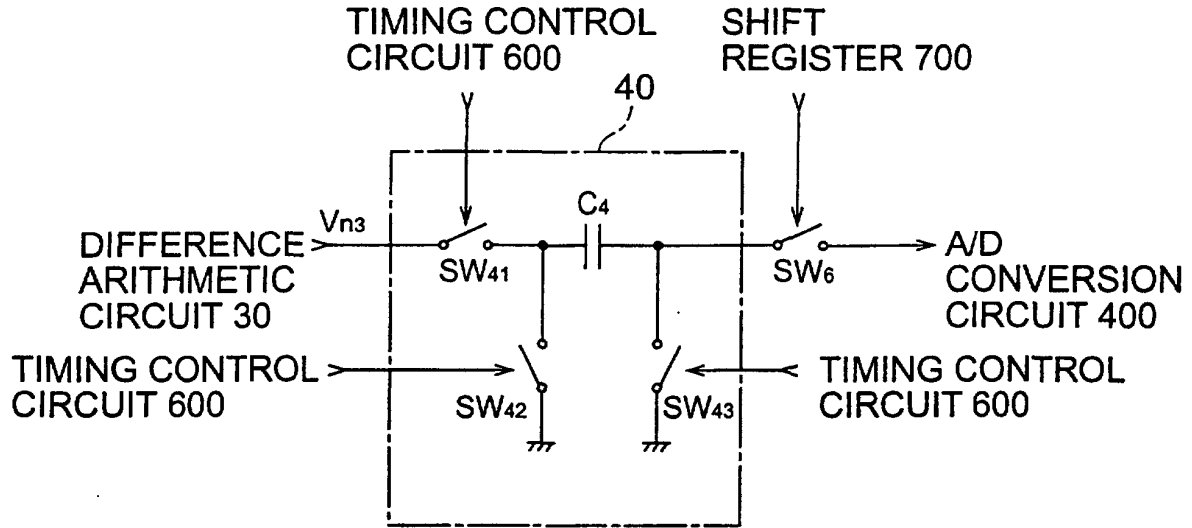 TIMING CONTROL
CIRCUIT 600
SHIFT
REGISTER 700
40
Vn3
C4
DIFFERENCE
ARITHMETIC
CIRCUIT 30
SW41
SW6
A/D
CONVERSION
CIRCUIT 400
TIMING CONTROL
CIRCUIT 600
SW42
SW43
TIMING CONTROL
CIRCUIT 600